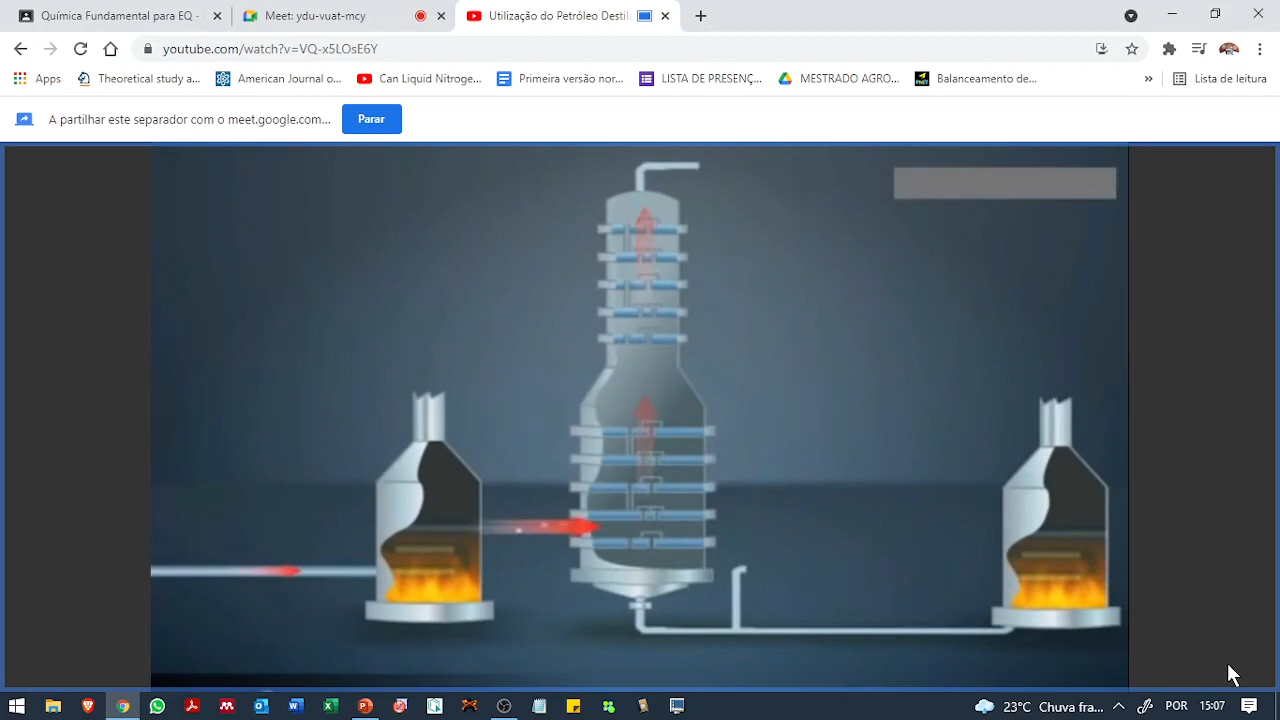 Química Fundamental para EQ -
Meet: ydu-vuat-mcy
Utilização do Petróleo Destila
youtube.com/watch?v=VQ-x5LOsE6Y
Apps
Theoretical study a...
American Journal o...
Can Liquid Nitroge...
Primeira versão nor...
LISTA DE PRESENÇ...
MESTRADO AGRO...
Balanceamento de...
»
Lista de leitura
A partilhar este separador com o meet.google.com...
Parar
23°C Chuva fra...
POR
15:07